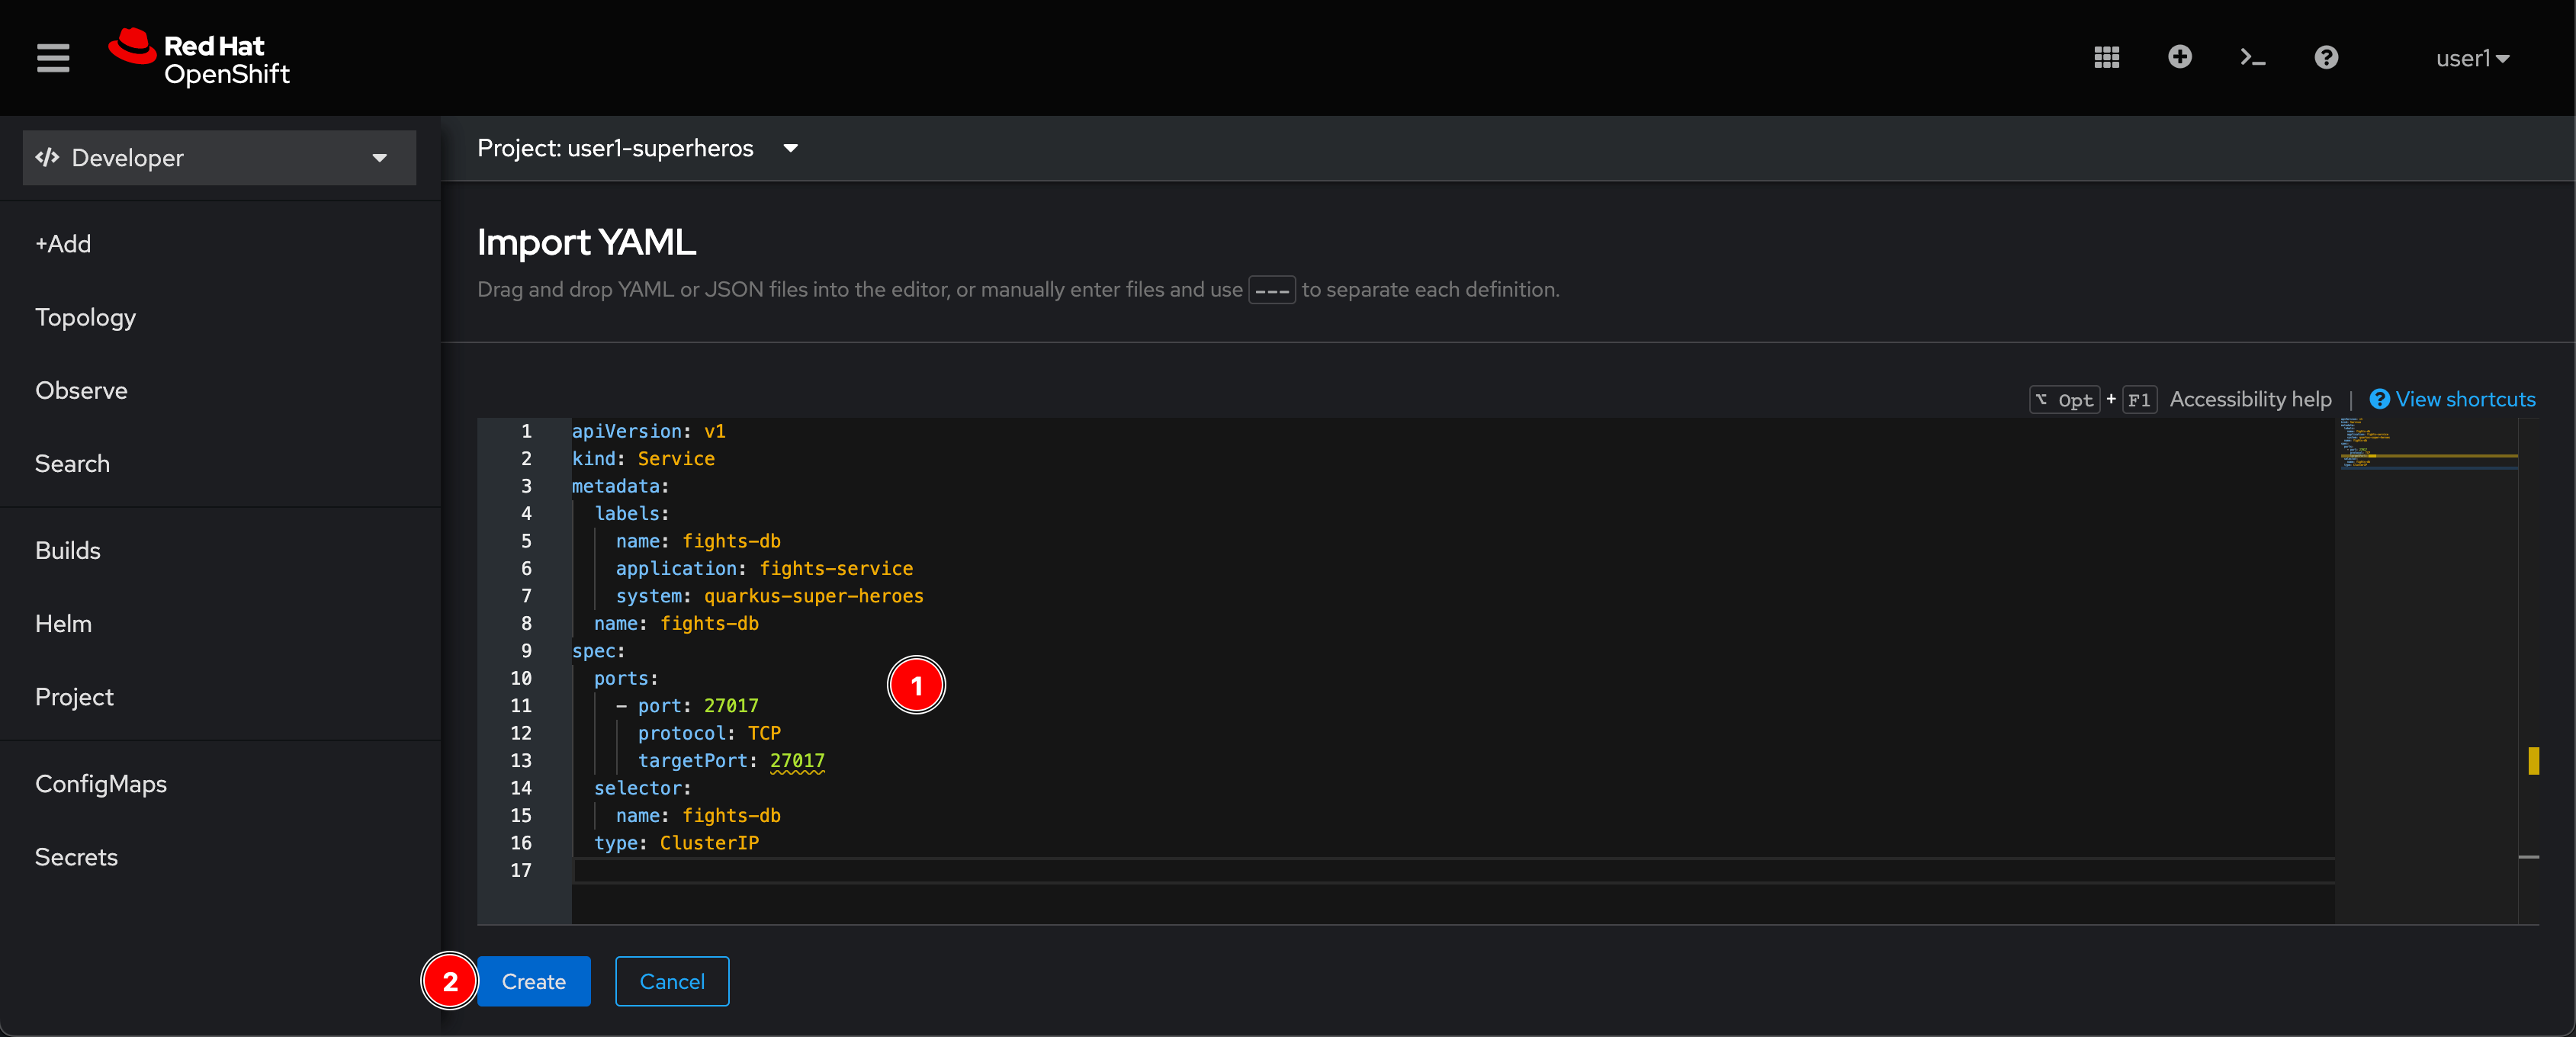 Red Hat
OpenShift
user1
Developer
Project: user1-superheros
+Add
Topology
Observe
Search
Builds
Helm
Project
ConfigMaps
Secrets
Import YAML
Drag and drop YAML or JSON files into the editor, or manually enter files and use --- to separate each definition.
⌥ Opt + F1 Accessibility help | View shortcuts
1 apiVersion: v1
2 kind: Service
3 metadata:
4 labels:
5 name: fights-db
6 application: fights-service
7 system: quarkus-super-heroes
8 name: fights-db
9 spec:
10 ports:
11 - port: 27017
12 protocol: TCP
13 targetPort: 27017
14 selector:
15 name: fights-db
16 type: ClusterIP
17
1
2
Create
Cancel